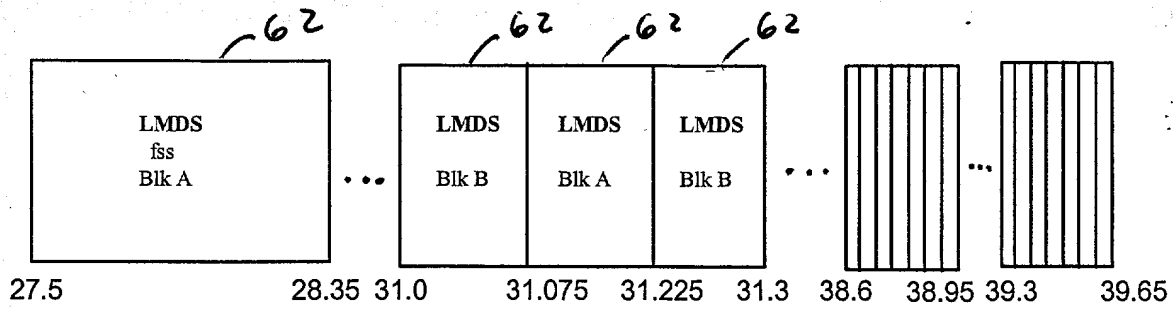 62 62 62 62
LMDS LMDS LMDS LMDS
fss
Blk A Blk B Blk A Blk B
27.5 28.35 31.0 31.075 31.225 31.3 38.6 38.95 39.3 39.65